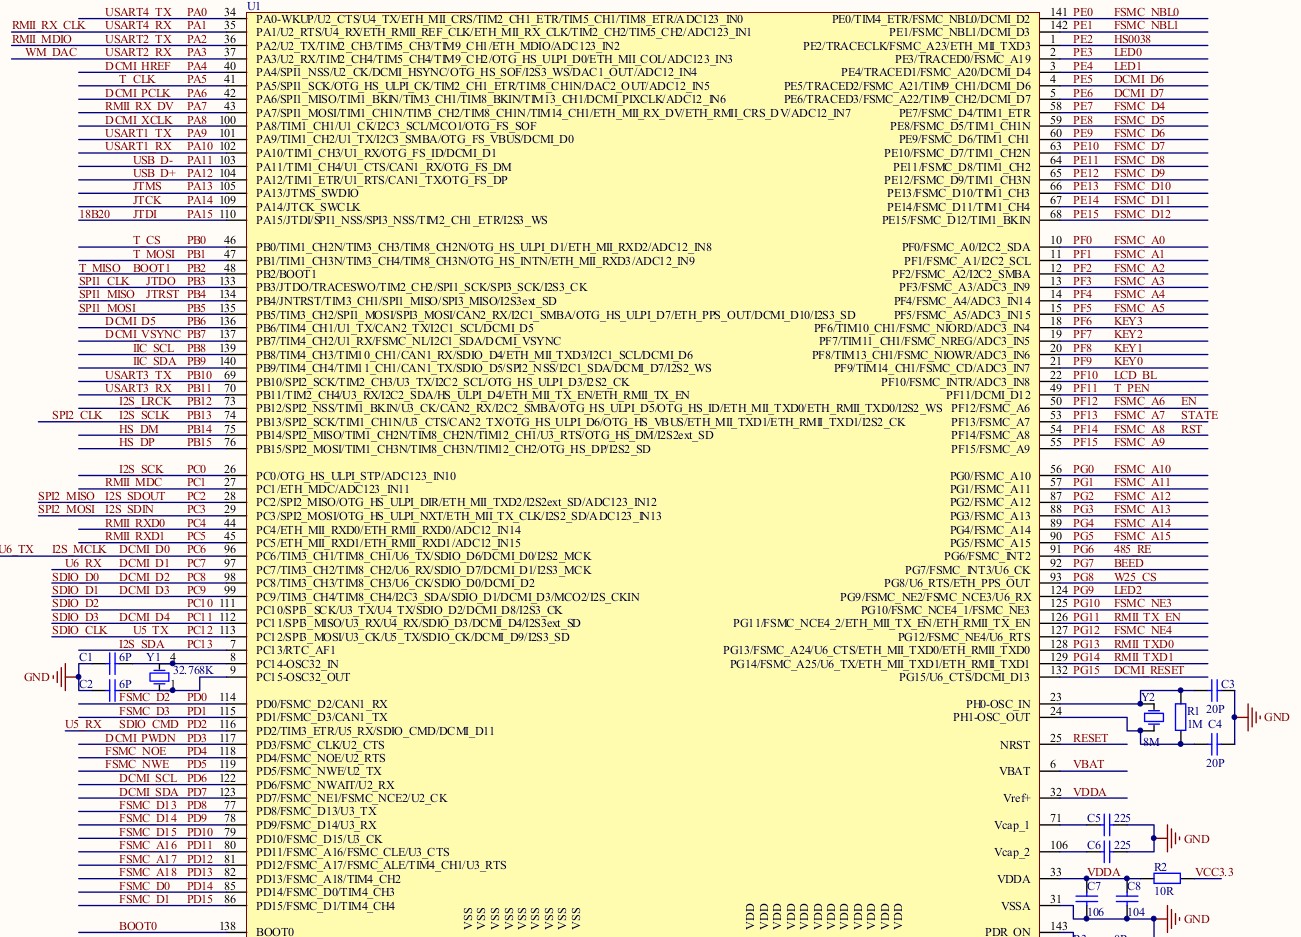 U1
USART4_TX PA0 34 PA0-WKUP/U2_CTS/U4_TX/ETH_MII_CRS/TIM2_CH1_ETR/TIM5_CH1/TIM8_ETR/ADC123_IN0 PE0/TIM4_ETR/FSMC_NBL0/DCMI_D2 141 PE0 FSMC_NBL0
RMII_RX_CLK USART4_RX PA1 35 PA1/U2_RTS/U4_RX/ETH_RMII_REF_CLK/ETH_MII_RX_CLK/TIM2_CH2/TIM5_CH2/ADC3_IN1 PE1/FSMC_NBL1/DCMI_D3 142 PE1 FSMC_NBL1
RMII_MDIO USART2_TX PA2 36 PA2/U2_TX/TIM2_CH3/TIM5_CH3/TIM9_CH1/ETH_MDIO/ADC123_IN2 PE2/TRACECLK/FSMC_A23/ETH_MII_TXD3 1 PE2 HS0038
WM_DAC USART2_RX PA3 37 PA3/U2_RX/TIM2_CH4/TIM5_CH4/TIM9_CH2/OTG_HS_ULPI_D0/ETH_MII_COL/ADC123_IN3 PE3/TRACED0/FSMC_A19 2 PE3 LED0
DCMI_HREF PA4 40 PA4/SPI1_NSS/U2_CK/DCMI_HSYNC/OTG_HS_SOF/I2S3_WS/DAC1_OUT/ADC12_IN4 PE4/TRACED1/FSMC_A20/DCMI_D4 3 PE4 LED1
T_CLK PA5 41 PA5/SPI1_SCK/OTG_HS_ULPI_CK/TIM2_CH1_ETR/TIM8_CH1N/DAC2_OUT/ADC12_IN5 PE5/TRACED2/FSMC_A21/TIM9_CH1/DCMI_D6 4 PE5 DCMI_D6
DCMI_PCLK PA6 42 PA6/SPI1_MISO/TIM1_BKIN/TIM3_CH1/TIM8_BKIN/TIM13_CH1/DCMI_PIXCLK/ADC12_IN6 PE6/TRACED3/FSMC_A22/TIM9_CH2/DCMI_D7 5 PE6 DCMI_D7
RMII_RX_DV PA7 43 PA7/SPI1_MOSI/TIM1_CH1N/TIM3_CH2/TIM8_CH1N/TIM14_CH1/ETH_MII_RX_DV/ETH_RMII_CRS_DV/ADC12_IN7 PE7/FSMC_D4/TIM1_ETR 58 PE7 FSMC_D4
DCMI_XCLK PA8 100 PA8/TIM1_CH1/U1_CK/I2C3_SCL/MCO1/OTG_FS_SOF PE8/FSMC_D5/TIM1_CH1N 59 PE8 FSMC_D5
USART1_TX PA9 101 PA9/TIM1_CH2/U1_TX/I2C3_SMBA/OTG_FS_VBUS/DCMI_D0 PE9/FSMC_D6/TIM1_CH1 60 PE9 FSMC_D6
USART1_RX PA10 102 PA10/TIM1_CH3/U1_RX/OTG_FS_ID/DCMI_D1 PE10/FSMC_D7/TIM1_CH2N 63 PE10 FSMC_D7
USB_D- PA11 103 PA11/TIM1_CH4/U1_CTS/CAN1_RX/OTG_FS_DM PE11/FSMC_D8/TIM1_CH2 64 PE11 FSMC_D8
USB_D+ PA12 104 PA12/TIM1_ETR/U1_RTS/CAN1_TX/OTG_FS_DP PE12/FSMC_D9/TIM1_CH3N 65 PE12 FSMC_D9
JTMS PA13 105 PA13/JTMS_SWDIO PE13/FSMC_D10/TIM1_CH3 66 PE13 FSMC_D10
JTCK PA14 109 PA14/JTCK_SWCLK PE14/FSMC_D11/TIM1_CH4 67 PE14 FSMC_D11
18B20 JTDI PA15 110 PA15/JTDI/SPI1_NSS/SPI3_NSS/TIM2_CH1_ETR/I2S3_WS PE15/FSMC_D12/TIM1_BKIN 68 PE15 FSMC_D12
T_CS PB0 46 PB0/TIM1_CH2N/TIM3_CH3/TIM8_CH2N/OTG_HS_ULPI_D1/ETH_MII_RXD2/ADC12_IN8 PF0/FSMC_A0/I2C2_SDA 10 PF0 FSMC_A0
T_MOSI PB1 47 PB1/TIM1_CH3N/TIM3_CH4/TIM8_CH3N/OTG_HS_INTN/ETH_MII_RXD3/ADC12_IN9 PF1/FSMC_A1/I2C2_SCL 11 PF1 FSMC_A1
T_MISO BOOT1 PB2 48 PB2/BOOT1 PF2/FSMC_A2/I2C2_SMBA 12 PF2 FSMC_A2
SPI1_CLK JTDO PB3 133 PB3/JTDO/TRACESWO/TIM2_CH2/SPI1_SCK/SPI3_SCK/I2S3_CK PF3/FSMC_A3/ADC3_IN9 13 PF3 FSMC_A3
SPI1_MISO JTRST PB4 134 PB4/JNTRST/TIM3_CH1/SPI1_MISO/SPI3_MISO/I2S3ext_SD PF4/FSMC_A4/ADC3_IN14 14 PF4 FSMC_A4
SPI1_MOSI PB5 135 PB5/TIM3_CH2/SPI1_MOSI/SPI3_MOSI/CAN2_RX/I2C1_SMBA/OTG_HS_ULPI_D7/ETH_PPS_OUT/DCMI_D10/I2S3_SD PF5/FSMC_A5/ADC3_IN15 15 PF5 FSMC_A5
DCMI_D5 PB6 136 PB6/TIM4_CH1/U1_TX/CAN2_TX/I2C1_SCL/DCMI_D5 PF6/TIM10_CH1/FSMC_NIORD/ADC3_IN4 18 PF6 KEY3
DCMI_VSYNC PB7 137 PB7/TIM4_CH2/U1_RX/FSMC_NL/I2C1_SDA/DCMI_VSYNC PF7/TIM11_CH1/FSMC_NREG/ADC3_IN5 19 PF7 KEY2
IIC_SCL PB8 139 PB8/TIM4_CH3/TIM10_CH1/CAN1_RX/SDIO_D4/ETH_MII_TXD3/I2C1_SCL/DCMI_D6 PF8/TIM13_CH1/FSMC_NIOWR/ADC3_IN6 20 PF8 KEY1
IIC_SDA PB9 140 PB9/TIM4_CH4/TIM11_CH1/CAN1_TX/SDIO_D5/SPI2_NSS/I2C1_SDA/DCMI_D7/I2S2_WS PF9/TIM14_CH1/FSMC_CD/ADC3_IN7 21 PF9 KEY0
USART3_TX PB10 69 PB10/SPI2_SCK/TIM2_CH3/U3_TX/I2C2_SCL/OTG_HS_ULPI_D3/I2S2_CK PF10/FSMC_INTR/ADC3_IN8 22 PF10 LCD_BL
USART3_RX PB11 70 PB11/TIM2_CH4/U3_RX/I2C2_SDA/OTG_HS_ULPI_D4/ETH_MII_TX_EN/ETH_RMII_TX_EN PF11/DCMI_D12 49 PF11 T_PEN
I2S_LRCK PB12 73 PB12/SPI2_NSS/TIM1_BKIN/U3_CK/CAN2_RX/I2C2_SMBA/OTG_HS_ULPI_D5/OTG_HS_ID/ETH_MII_TXD0/ETH_RMII_TXD0/I2S2_WS PF12/FSMC_A6 50 PF12 FSMC_A6 EN
SPI2_CLK I2S_SCLK PB13 74 PB13/SPI2_SCK/TIM1_CH1N/U3_CTS/CAN2_TX/OTG_HS_ULPI_D6/OTG_HS_VBUS/ETH_MII_TXD1/ETH_RMII_TXD1/I2S2_CK PF13/FSMC_A7 53 PF13 FSMC_A7 STATE
HS_DM PB14 75 PB14/SPI2_MISO/TIM1_CH2N/TIM8_CH2N/TIM12_CH1/U3_RTS/OTG_HS_DM/I2S2ext_SD PF14/FSMC_A8 54 PF14 FSMC_A8 RST
HS_DP PB15 76 PB15/SPI2_MOSI/TIM1_CH3N/TIM8_CH3N/TIM12_CH2/OTG_HS_DP/I2S2_SD PF15/FSMC_A9 55 PF15 FSMC_A9
I2S_SCK PC0 26 PC0/OTG_HS_ULPI_STP/ADC123_IN10 PG0/FSMC_A10 56 PG0 FSMC_A10
RMII_MDC PC1 27 PC1/ETH_MDC/ADC123_IN11 PG1/FSMC_A11 57 PG1 FSMC_A11
SPI2_MISO I2S_SDOUT PC2 28 PC2/SPI2_MISO/OTG_HS_ULPI_DIR/ETH_MII_TXD2/I2S2ext_SD/ADC123_IN12 PG2/FSMC_A12 87 PG2 FSMC_A12
SPI2_MOSI I2S_SDIN PC3 29 PC3/SPI2_MOSI/OTG_HS_ULPI_NXT/ETH_MII_TX_CLK/I2S2_SD/ADC123_IN13 PG3/FSMC_A13 88 PG3 FSMC_A13
RMII_RXD0 PC4 44 PC4/ETH_MII_RXD0/ETH_RMII_RXD0/ADC12_IN14 PG4/FSMC_A14 89 PG4 FSMC_A14
RMII_RXD1 PC5 45 PC5/ETH_MII_RXD1/ETH_RMII_RXD1/ADC12_IN15 PG5/FSMC_A15 90 PG5 FSMC_A15
U6_TX I2S_MCLK DCMI_D0 PC6 96 PC6/TIM3_CH1/TIM8_CH1/U6_TX/SDIO_D6/DCMI_D0/I2S2_MCK PG6/FSMC_INT2 91 PG6 485_RE
U6_RX DCMI_D1 PC7 97 PC7/TIM3_CH2/TIM8_CH2/U6_RX/SDIO_D7/DCMI_D1/I2S3_MCK PG7/FSMC_INT3/U6_CK 92 PG7 BEED
SDIO_D0 DCMI_D2 PC8 98 PC8/TIM3_CH3/TIM8_CH3/U6_CK/SDIO_D0/DCMI_D2 PG8/U6_RTS/ETH_PPS_OUT 93 PG8 W25_CS
SDIO_D1 DCMI_D3 PC9 99 PC9/TIM3_CH4/TIM8_CH4/I2C3_SDA/SDIO_D1/DCMI_D3/MCO2/I2S_CKIN PG9/FSMC_NE2/FSMC_NCE3/U6_RX 124 PG9 LED2
SDIO_D2 PC10 111 PC10/SPI3_SCK/U3_TX/U4_TX/SDIO_D2/DCMI_D8/I2S3_CK PG10/FSMC_NCE4_1/FSMC_NE3 125 PG10 FSMC_NE3
SDIO_D3 DCMI_D4 PC11 112 PC11/SPI3_MISO/U3_RX/U4_RX/SDIO_D3/DCMI_D4/I2S3ext_SD PG11/FSMC_NCE4_2/ETH_MII_TX_EN/ETH_RMII_TX_EN 126 PG11 RMII_TX_EN
SDIO_CLK U5_TX PC12 113 PC12/SPI3_MOSI/U3_CK/U5_TX/SDIO_CK/DCMI_D9/I2S3_SD PG12/FSMC_NE4/U6_RTS 127 PG12 FSMC_NE4
I2S_SDA PC13 7 PC13/RTC_AF1 PG13/FSMC_A24/U6_CTS/ETH_MII_TXD0/ETH_RMII_TXD0 128 PG13 RMII_TXD0
C1 6P Y1 4 8 PC14-OSC32_IN PG14/FSMC_A25/U6_TX/ETH_MII_TXD1/ETH_RMII_TXD1 129 PG14 RMII_TXD1
GND C2 6P 1 32.768K 9 PC15-OSC32_OUT PG15/U6_CTS/DCMI_D13 132 PG15 DCMI_RESET
FSMC_D2 PD0 114 PD0/FSMC_D2/CAN1_RX PH0-OSC_IN 23 Y2 C3 20P
FSMC_D3 PD1 115 PD1/FSMC_D3/CAN1_TX PH1-OSC_OUT 24 R1 1M C4 GND
U5_RX SDIO_CMD PD2 116 PD2/TIM3_ETR/U5_RX/SDIO_CMD/DCMI_D11
DCMI_PWDN PD3 117 PD3/FSMC_CLK/U2_CTS NRST 25 RESET 8M
FSMC_NOE PD4 118 PD4/FSMC_NOE/U2_RTS 20P
FSMC_NWE PD5 119 PD5/FSMC_NWE/U2_TX VBAT 6 VBAT
DCMI_SCL PD6 122 PD6/FSMC_NWAIT/U2_RX
DCMI_SDA PD7 123 PD7/FSMC_NE1/FSMC_NCE2/U2_CK Vref+ 32 VDDA
FSMC_D13 PD8 77 PD8/FSMC_D13/U3_TX
FSMC_D14 PD9 78 PD9/FSMC_D14/U3_RX Vcap_1 71 C5 225
FSMC_D15 PD10 79 PD10/FSMC_D15/U3_CK GND
FSMC_A16 PD11 80 PD11/FSMC_A16/FSMC_CLE/U3_CTS Vcap_2 106 C6 225
FSMC_A17 PD12 81 PD12/FSMC_A17/FSMC_ALE/TIM4_CH1/U3_RTS
FSMC_A18 PD13 82 PD13/FSMC_A18/TIM4_CH2 VDDA 33 VDDA R2 10R VCC3.3
FSMC_D0 PD14 85 PD14/FSMC_D0/TIM4_CH3 C7 C8
FSMC_D1 PD15 86 PD15/FSMC_D1/TIM4_CH4 VSSA 31 106 104
VSS VSS VSS VSS VSS VSS VSS VSS VSS VDD VDD VDD VDD VDD VDD VDD VDD VDD VDD VDD VDD GND
BOOT0 138 BOOT0 PDR_ON 143